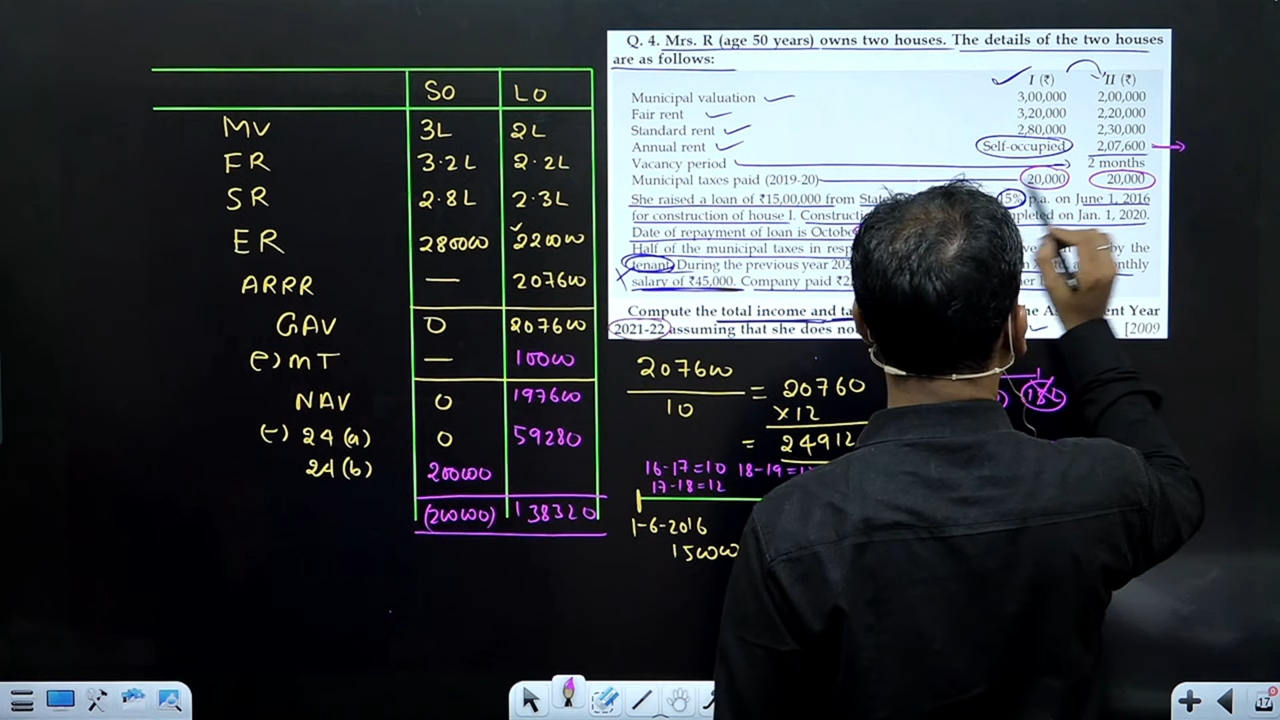 Q. 4. Mrs. R (age 50 years) owns two houses. The details of the two houses
are as follows:
I (₹) II (₹)
Municipal valuation 3,00,000 2,00,000
Fair rent 3,20,000 2,20,000
Standard rent 2,80,000 2,30,000
Annual rent Self-occupied 2,07,600
Vacancy period 2 months
Municipal taxes paid (2019-20) 20,000 20,000
She raised a loan of ₹15,00,000 from 15% p.a. on June 1, 2016
for construction of house I. on Jan. 1, 2020.
Date of repayment of loan is
Half of the municipal taxes in by the
tenant. During the previous year
salary of ₹45,000. Company paid
Compute the total income and Year
2021-22 assuming that she does [2009
SO LO
MV 3L 2L
FR 3.2L 2.2L
SR 2.8L 2.3L
ER 280000 220000
ARRR — 207600
GAV 0 207600
(-) MT — 10000
NAV 0 197600
(-) 24 (a) 0 59280
24 (b) 200000
(200000) 138320
207600
10
= 20760
×12
= 24912
16-17=10 18-19=1
17-18=12
1-6-2016
17